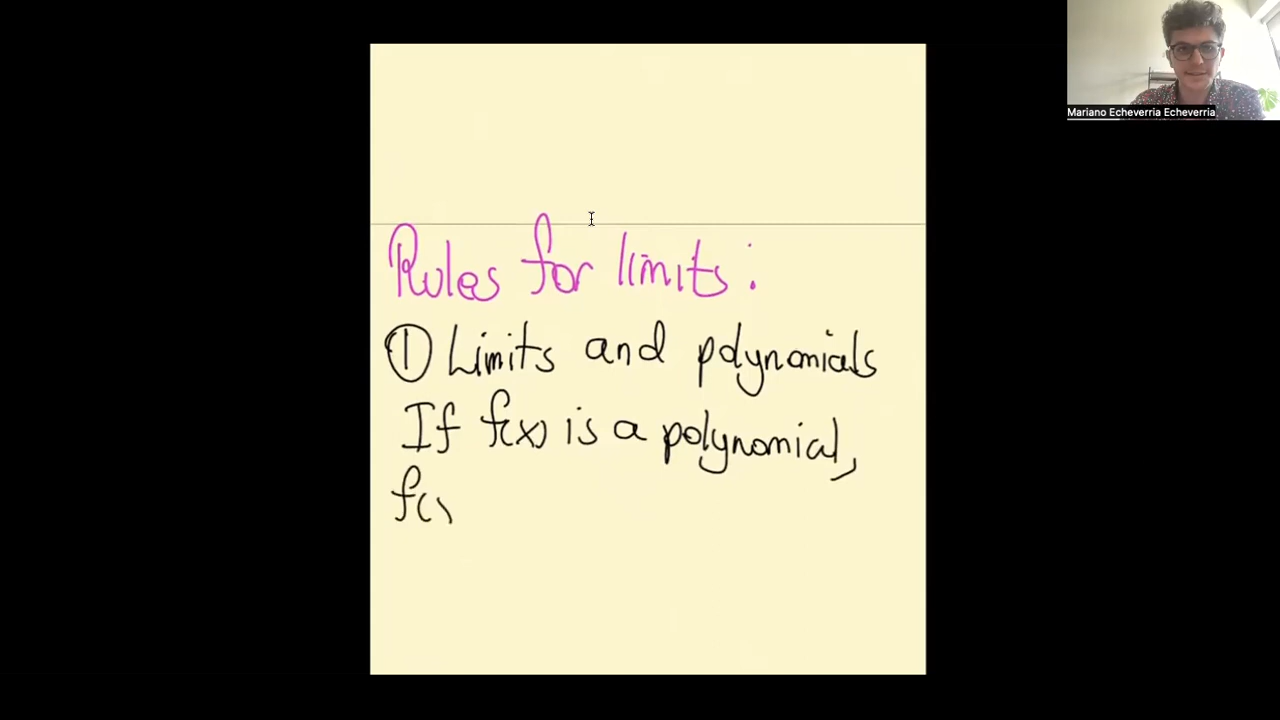 Mariano Echeverria Echeverria
Rules for limits:
① Limits and polynomials
If f(x) is a polynomial,
f(